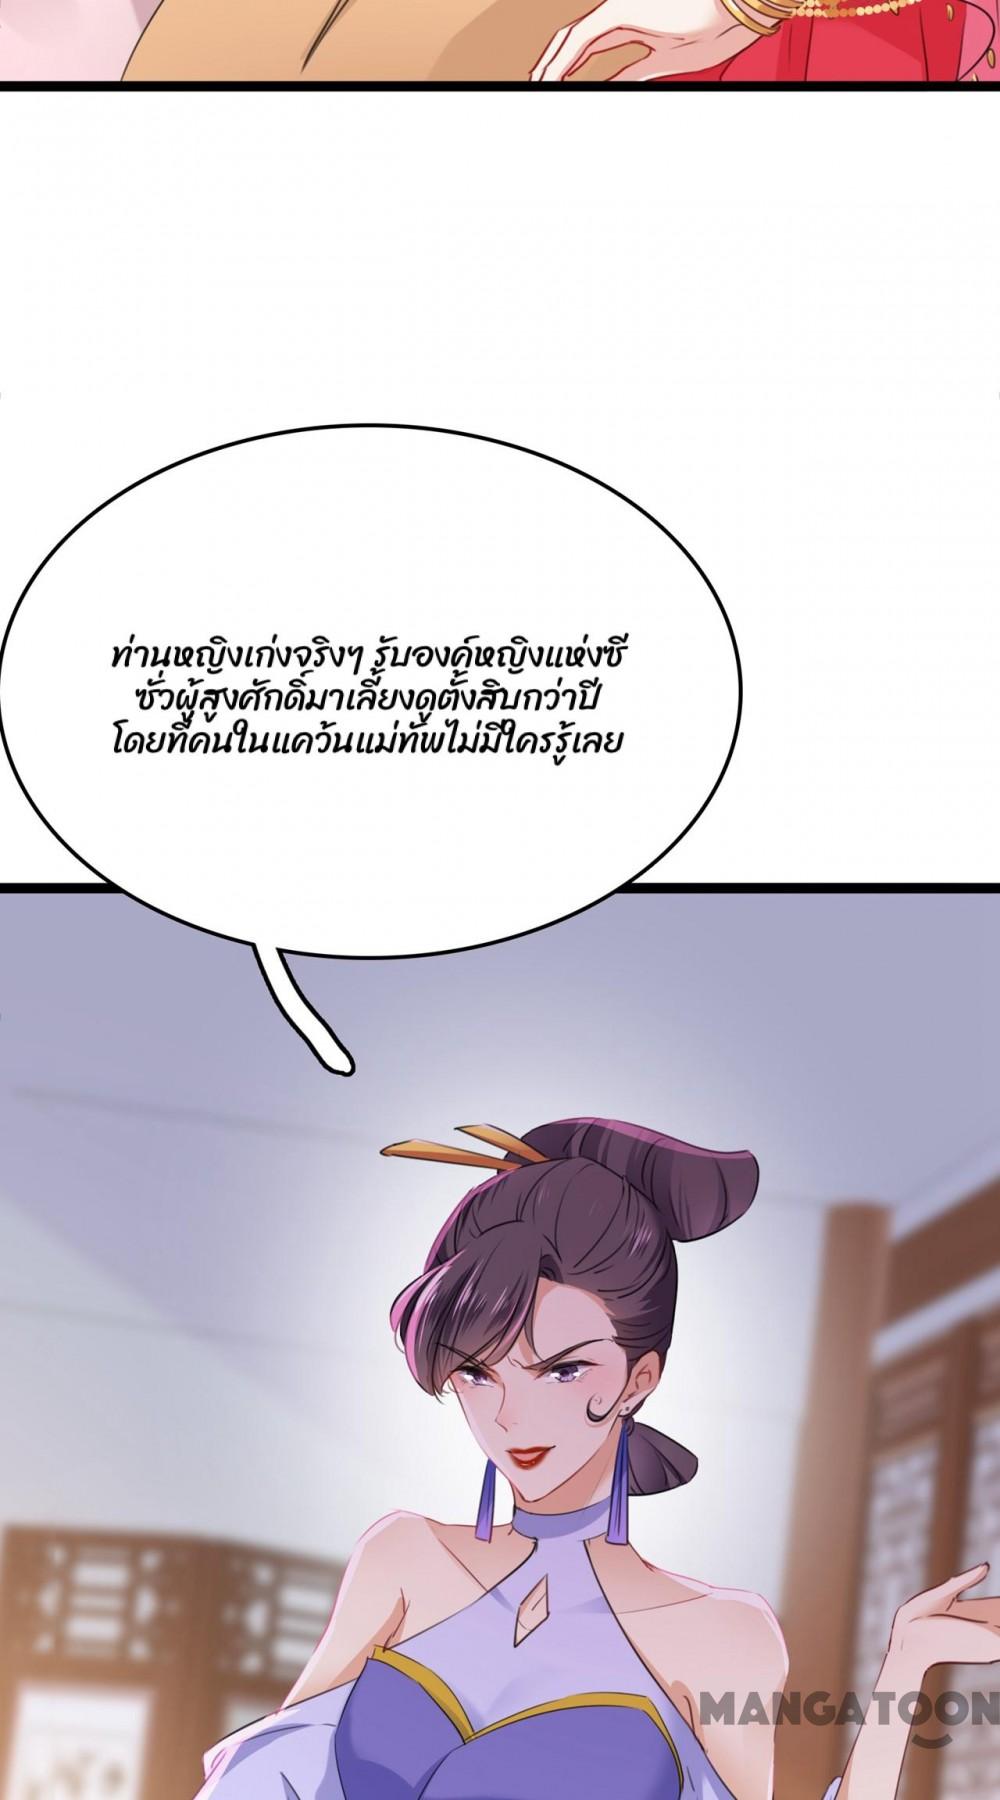 ท่านหญิงเก่งจริงๆ รับองค์หญิงแห่งซี
ซั่วผู้สูงศักดิ์มาเลี้ยงดูตั้งสิบกว่าปี
โดยที่คนในแคว้นแม่ทัพไม่มีใครรู้เลย
MANGATOON